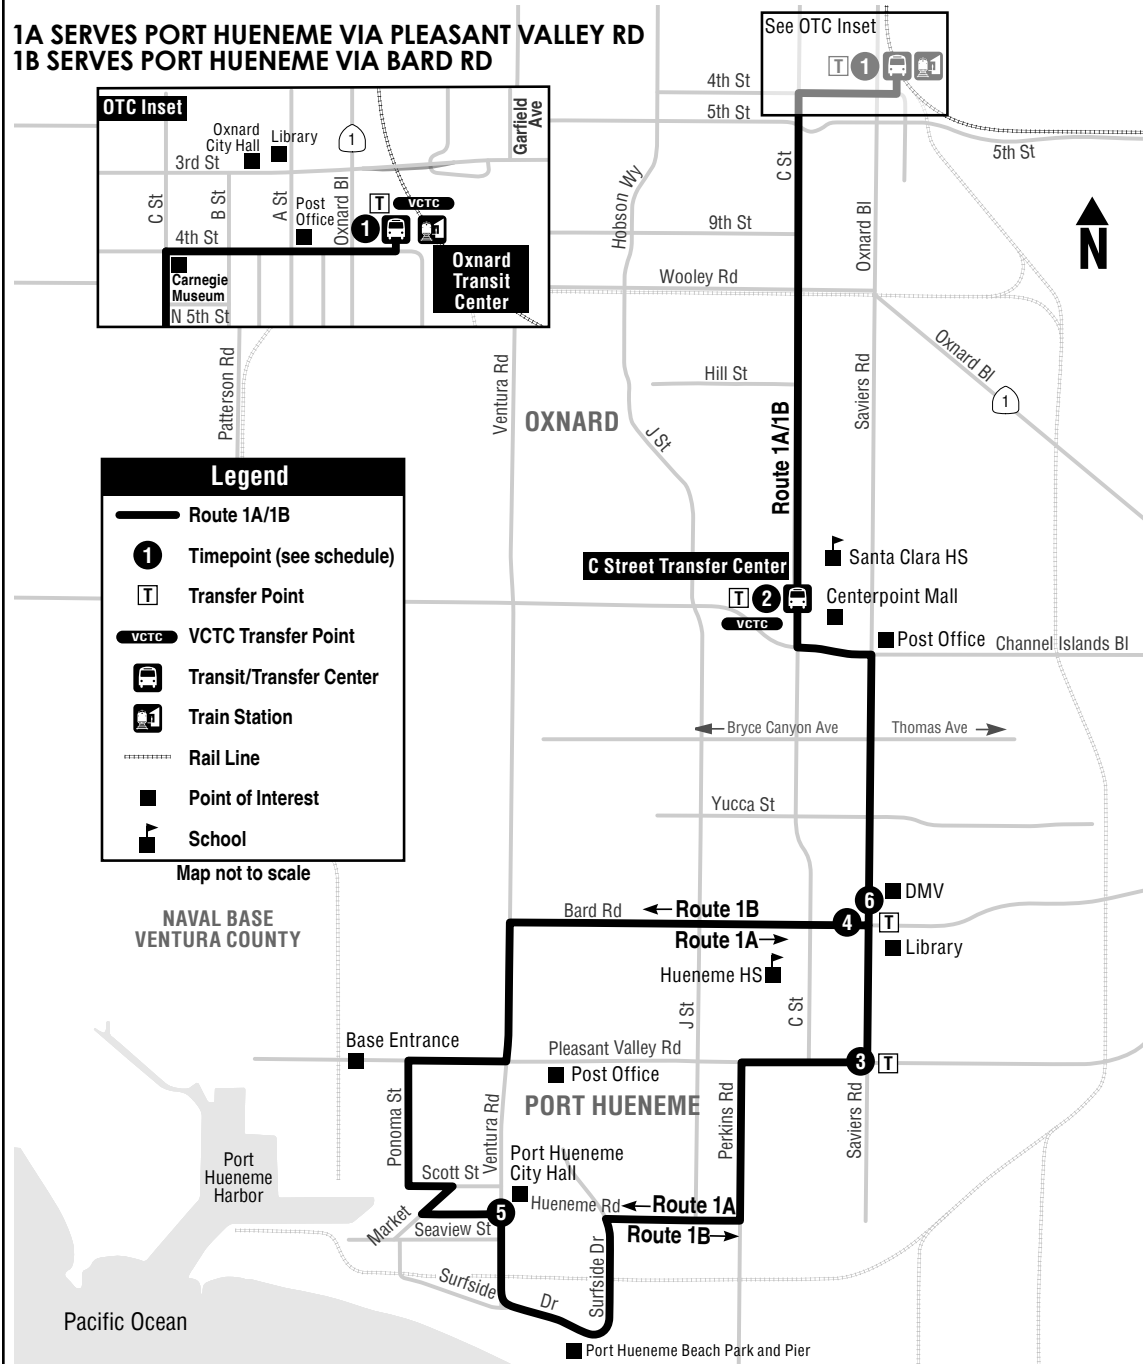 1A SERVES PORT HUENEME VIA PLEASANT VALLEY RD
1B SERVES PORT HUENEME VIA BARD RD
See OTC Inset
T 1
4th St
5th St
5th St
C St
OTC Inset
Oxnard
City Hall
Library
1
Garfield
Ave
3rd St
C St
B St
A St
Post
Office
Oxnard Bl
T
VCTC
1
4th St
Carnegie
Museum
N 5th St
Oxnard
Transit
Center
Hobson Wy
9th St
Oxnard Bl
N
Wooley Rd
Patterson Rd
Ventura Rd
Hill St
Saviers Rd
Oxnard Bl
1
OXNARD
J St
Route 1A/1B
Legend
Route 1A/1B
1 Timepoint (see schedule)
T Transfer Point
VCTC VCTC Transfer Point
Transit/Transfer Center
Train Station
Rail Line
Point of Interest
School
Map not to scale
C Street Transfer Center
Santa Clara HS
T 2
VCTC
Centerpoint Mall
Post Office
Channel Islands Bl
Bryce Canyon Ave
Thomas Ave
Yucca St
6
DMV
NAVAL BASE
VENTURA COUNTY
Bard Rd
Route 1B
4
T
Route 1A
Library
Hueneme HS
J St
C St
Base Entrance
Pleasant Valley Rd
3
T
Post Office
PORT HUENEME
Ponoma St
Ventura Rd
Perkins Rd
Saviers Rd
Port
Hueneme
Harbor
Scott St
Port Hueneme
City Hall
Market
5
Hueneme Rd
Route 1A
Seaview St
Route 1B
Surfside Dr
Surfside Dr
Pacific Ocean
Port Hueneme Beach Park and Pier